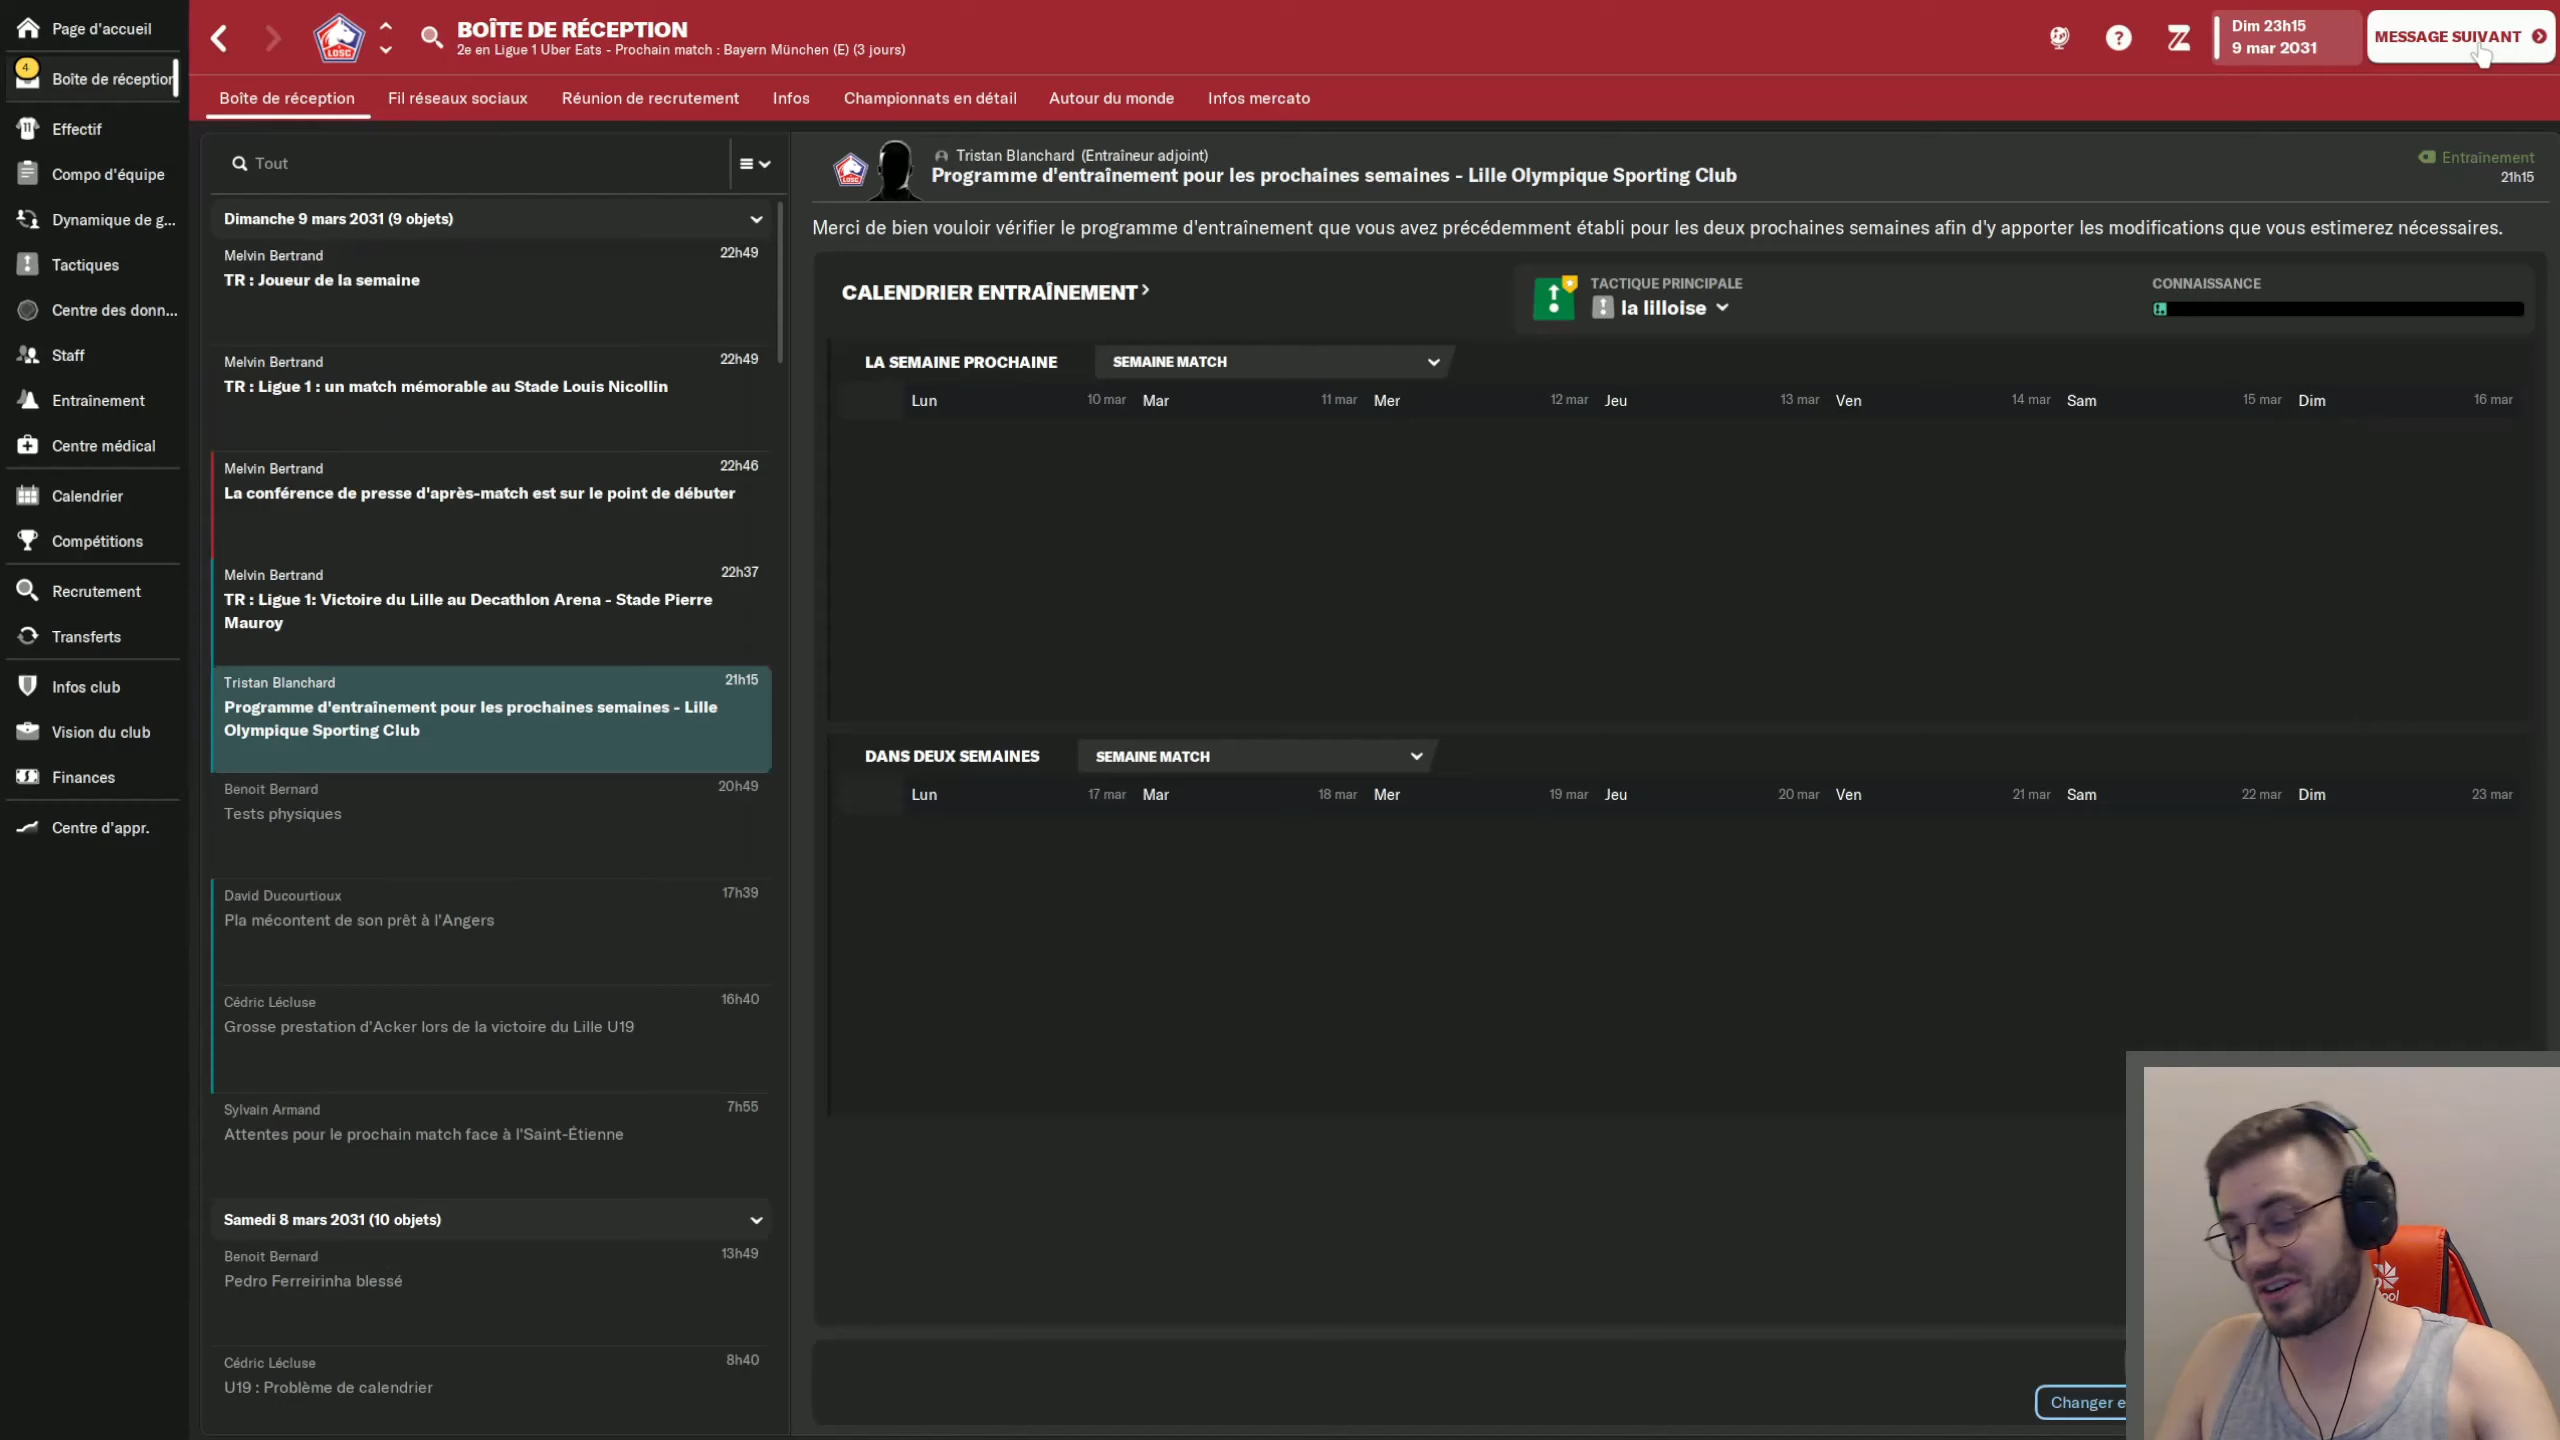 Page d'accueil
4
Boîte de réception
Effectif
Compo d'équipe
Dynamique de g...
Tactiques
Centre des donn...
Staff
Entraînement
Centre médical
Calendrier
Compétitions
Recrutement
Transferts
Infos club
Vision du club
Finances
Centre d'appr.
LOSC
BOÎTE DE RÉCEPTION
2e en Ligue 1 Uber Eats - Prochain match : Bayern München (E) (3 jours)
Dim 23h15
9 mar 2031
MESSAGE SUIVANT
Boîte de réception
Fil réseaux sociaux
Réunion de recrutement
Infos
Championnats en détail
Autour du monde
Infos mercato
Tout
Dimanche 9 mars 2031 (9 objets)
Melvin Bertrand 22h49
TR : Joueur de la semaine
Melvin Bertrand 22h49
TR : Ligue 1 : un match mémorable au Stade Louis Nicollin
Melvin Bertrand 22h46
La conférence de presse d'après-match est sur le point de débuter
Melvin Bertrand 22h37
TR : Ligue 1: Victoire du Lille au Decathlon Arena - Stade Pierre
Mauroy
Tristan Blanchard 21h15
Programme d'entraînement pour les prochaines semaines - Lille
Olympique Sporting Club
Benoit Bernard 20h49
Tests physiques
David Ducourtioux 17h39
Pla mécontent de son prêt à l'Angers
Cédric Lécluse 16h40
Grosse prestation d'Acker lors de la victoire du Lille U19
Sylvain Armand 7h55
Attentes pour le prochain match face à l'Saint-Étienne
Samedi 8 mars 2031 (10 objets)
Benoit Bernard 13h49
Pedro Ferreirinha blessé
Cédric Lécluse 8h40
U19 : Problème de calendrier
LOSC
Tristan Blanchard (Entraîneur adjoint)
Programme d'entraînement pour les prochaines semaines - Lille Olympique Sporting Club
Entraînement
21h15
Merci de bien vouloir vérifier le programme d'entraînement que vous avez précédemment établi pour les deux prochaines semaines afin d'y apporter les modifications que vous estimerez nécessaires.
CALENDRIER ENTRAÎNEMENT
TACTIQUE PRINCIPALE
la lilloise
CONNAISSANCE
LA SEMAINE PROCHAINE
SEMAINE MATCH
Lun 10 mar Mar 11 mar Mer 12 mar Jeu 13 mar Ven 14 mar Sam 15 mar Dim 16 mar
DANS DEUX SEMAINES
SEMAINE MATCH
Lun 17 mar Mar 18 mar Mer 19 mar Jeu 20 mar Ven 21 mar Sam 22 mar Dim 23 mar
Changer e